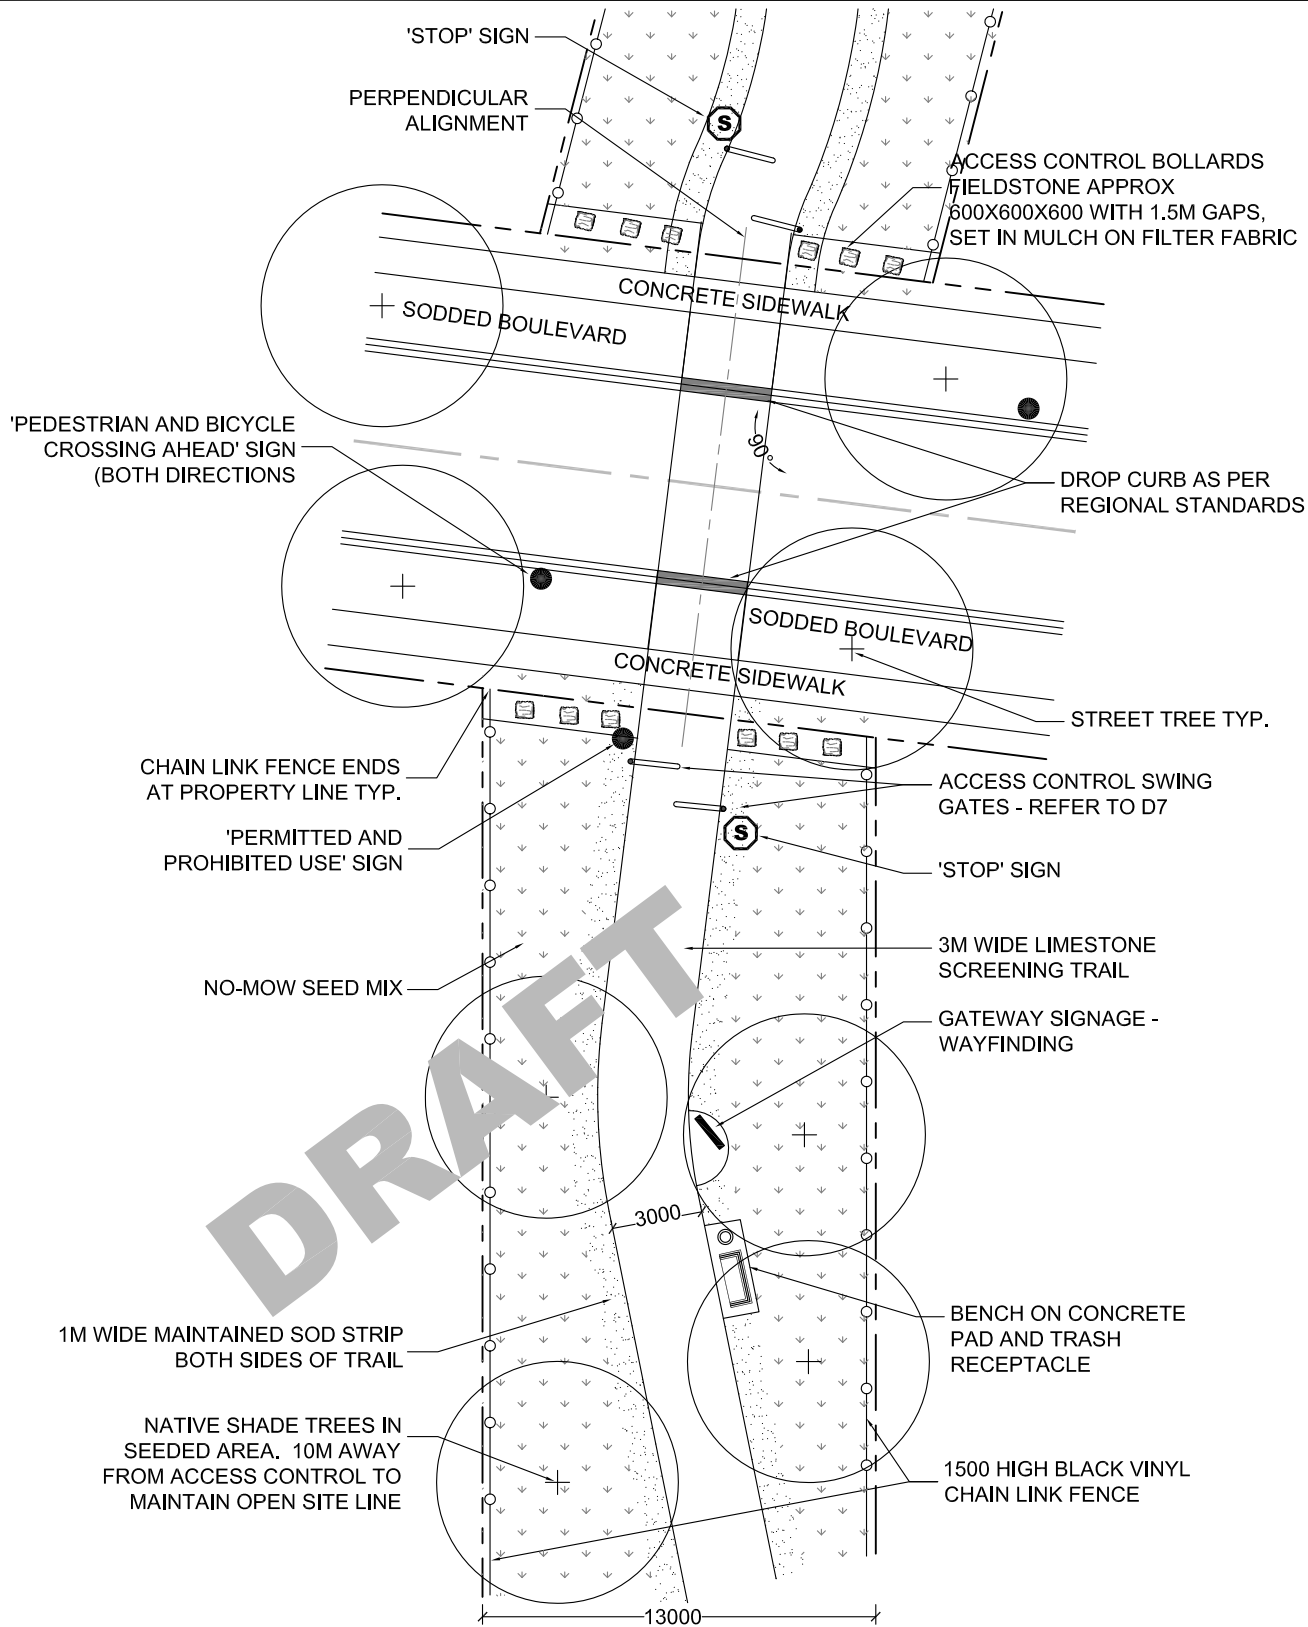 'STOP' SIGN
PERPENDICULAR
ALIGNMENT
S
ACCESS CONTROL BOLLARDS
FIELDSTONE APPROX
600X600X600 WITH 1.5M GAPS,
SET IN MULCH ON FILTER FABRIC
CONCRETE SIDEWALK
SODDED BOULEVARD
'PEDESTRIAN AND BICYCLE
CROSSING AHEAD' SIGN
(BOTH DIRECTIONS
90°
DROP CURB AS PER
REGIONAL STANDARDS
SODDED BOULEVARD
CONCRETE SIDEWALK
STREET TREE TYP.
CHAIN LINK FENCE ENDS
AT PROPERTY LINE TYP.
ACCESS CONTROL SWING
GATES - REFER TO D7
'PERMITTED AND
PROHIBITED USE' SIGN
S
'STOP' SIGN
3M WIDE LIMESTONE
SCREENING TRAIL
NO-MOW SEED MIX
GATEWAY SIGNAGE -
WAYFINDING
DRAFT
3000
1M WIDE MAINTAINED SOD STRIP
BOTH SIDES OF TRAIL
BENCH ON CONCRETE
PAD AND TRASH
RECEPTACLE
NATIVE SHADE TREES IN
SEEDED AREA. 10M AWAY
FROM ACCESS CONTROL TO
MAINTAIN OPEN SITE LINE
1500 HIGH BLACK VINYL
CHAIN LINK FENCE
13000